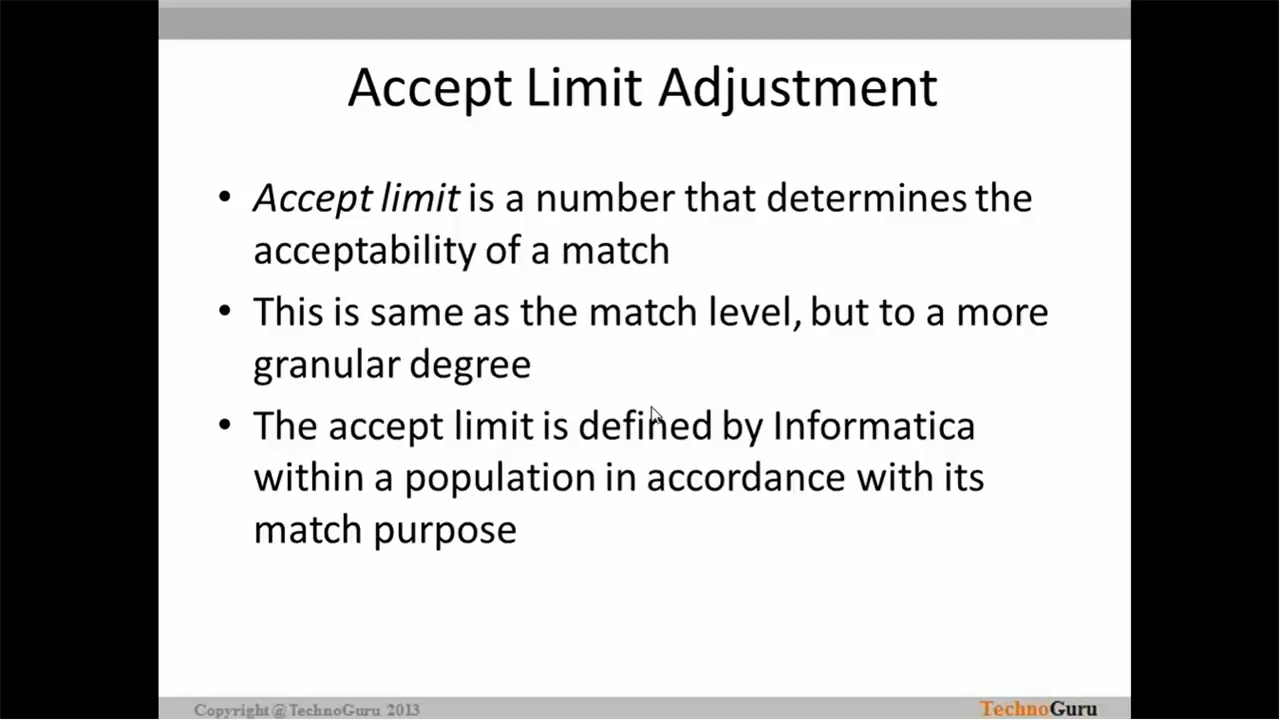 Accept Limit Adjustment
• Accept limit is a number that determines the
acceptability of a match
• This is same as the match level, but to a more
granular degree
• The accept limit is defined by Informatica
within a population in accordance with its
match purpose
Copyright@TechnoGuru 2013
TechnoGuru